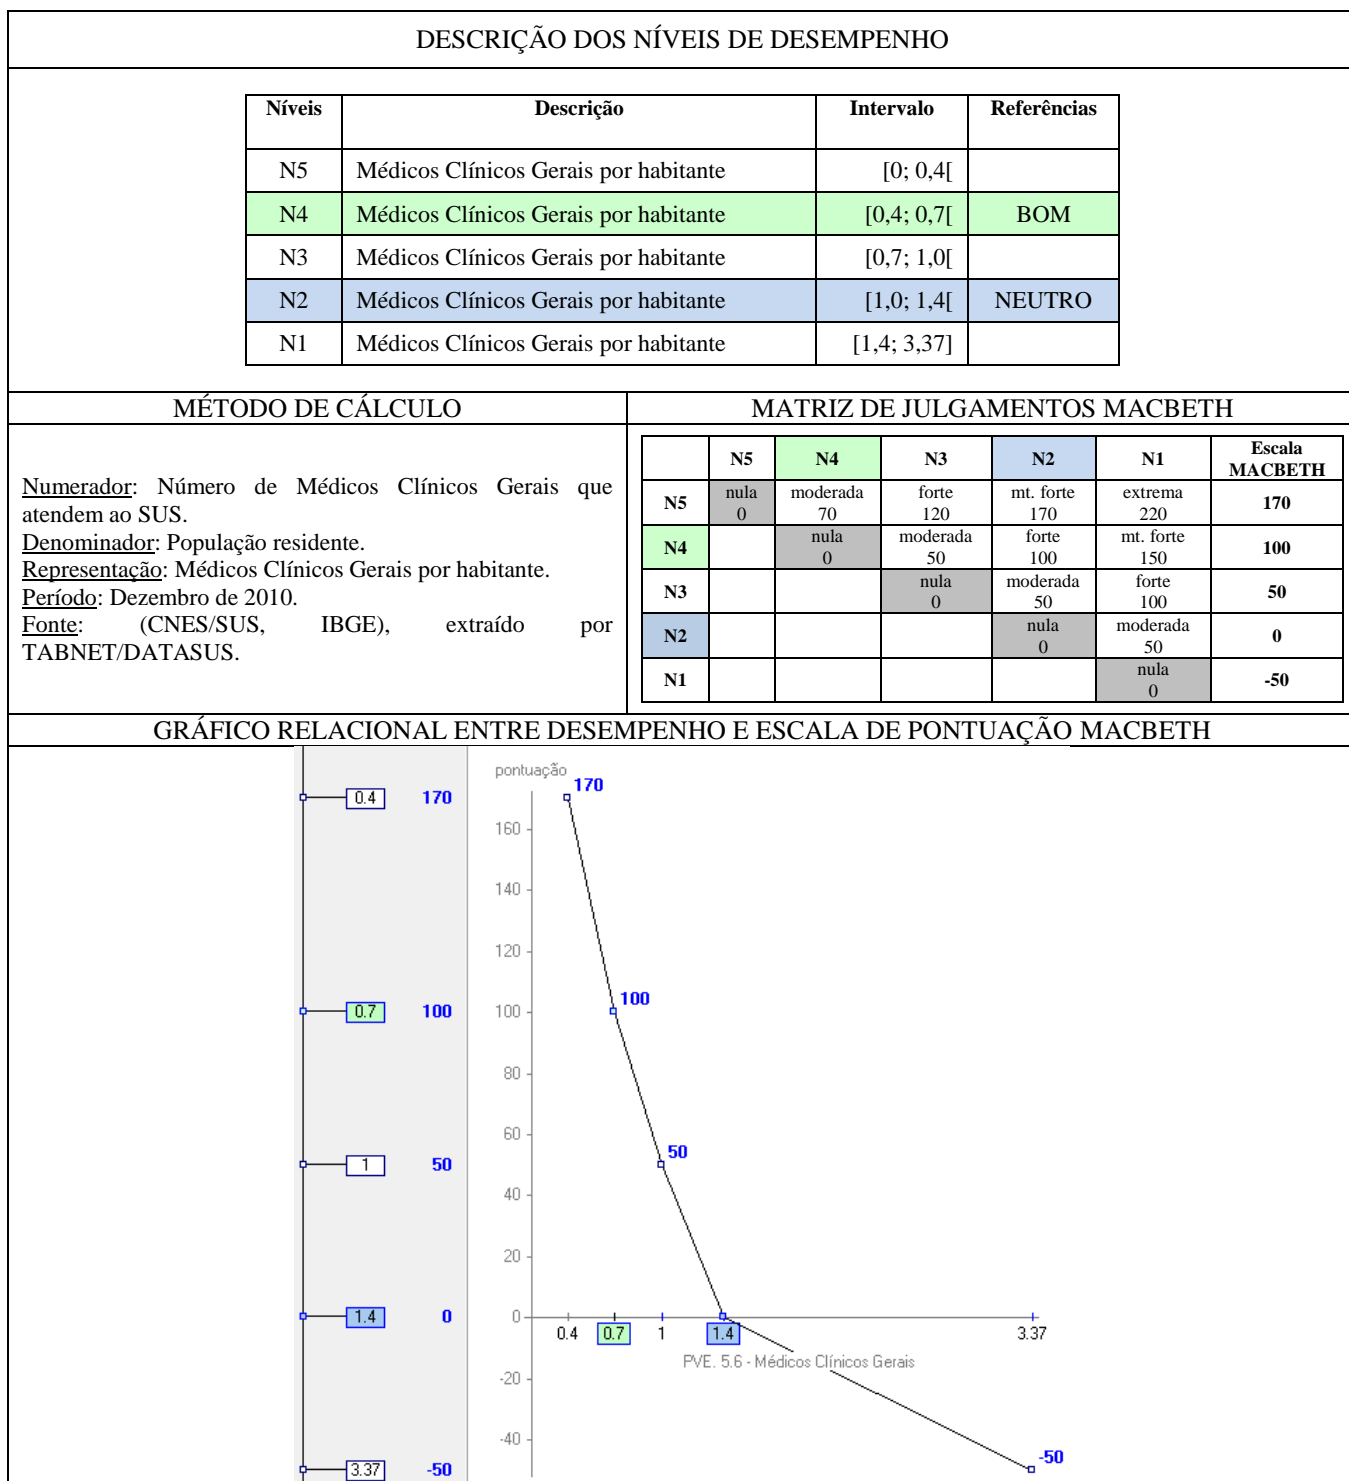 DESCRIÇÃO DOS NÍVEIS DE DESEMPENHO
Níveis Descrição Intervalo Referências
N5 Médicos Clínicos Gerais por habitante [0; 0,4[
N4 Médicos Clínicos Gerais por habitante [0,4; 0,7[ BOM
N3 Médicos Clínicos Gerais por habitante [0,7; 1,0[
N2 Médicos Clínicos Gerais por habitante [1,0; 1,4[ NEUTRO
N1 Médicos Clínicos Gerais por habitante [1,4; 3,37]
MÉTODO DE CÁLCULO
Numerador: Número de Médicos Clínicos Gerais que
atendem ao SUS.
Denominador: População residente.
Representação: Médicos Clínicos Gerais por habitante.
Período: Dezembro de 2010.
Fonte: (CNES/SUS, IBGE), extraído por
TABNET/DATASUS.
MATRIZ DE JULGAMENTOS MACBETH
N5 N4 N3 N2 N1 Escala
MACBETH
N5 nula moderada forte mt. forte extrema 170
0 70 120 170 220
N4 nula moderada forte mt. forte 100
0 50 100 150
N3 nula moderada forte 50
0 50 100
N2 nula moderada 0
0 50
N1 nula -50
0
GRÁFICO RELACIONAL ENTRE DESEMPENHO E ESCALA DE PONTUAÇÃO MACBETH
0.4 170
0.7 100
1 50
1.4 0
3.37 -50
pontuação
170
160
140
120
100 100
80
60
50
40
20
0
0.4 0.7 1 1.4 3.37
PVE. 5.6 - Médicos Clínicos Gerais
-20
-40
-50